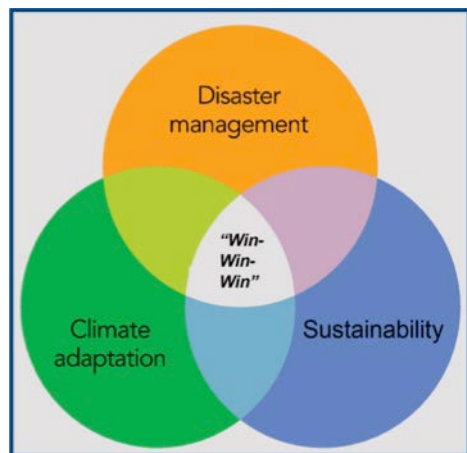 Disaster
management
“Win-
Win-
Win”
Climate
adaptation
Sustainability